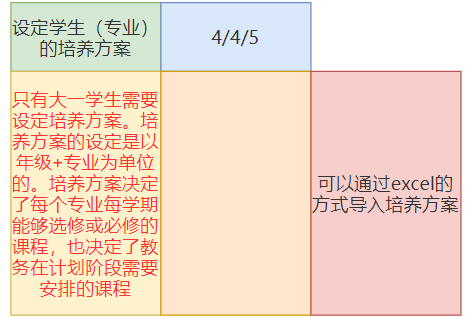 设定学生（专业）
的培养方案
4/4/5
只有大一学生需要
设定培养方案。培
养方案的设定是以
年级+专业为单位
的。培养方案决定
了每个专业每学期
能够选修或必修的
课程，也决定了教
务在计划阶段需要
安排的课程
可以通过excel的
方式导入培养方案